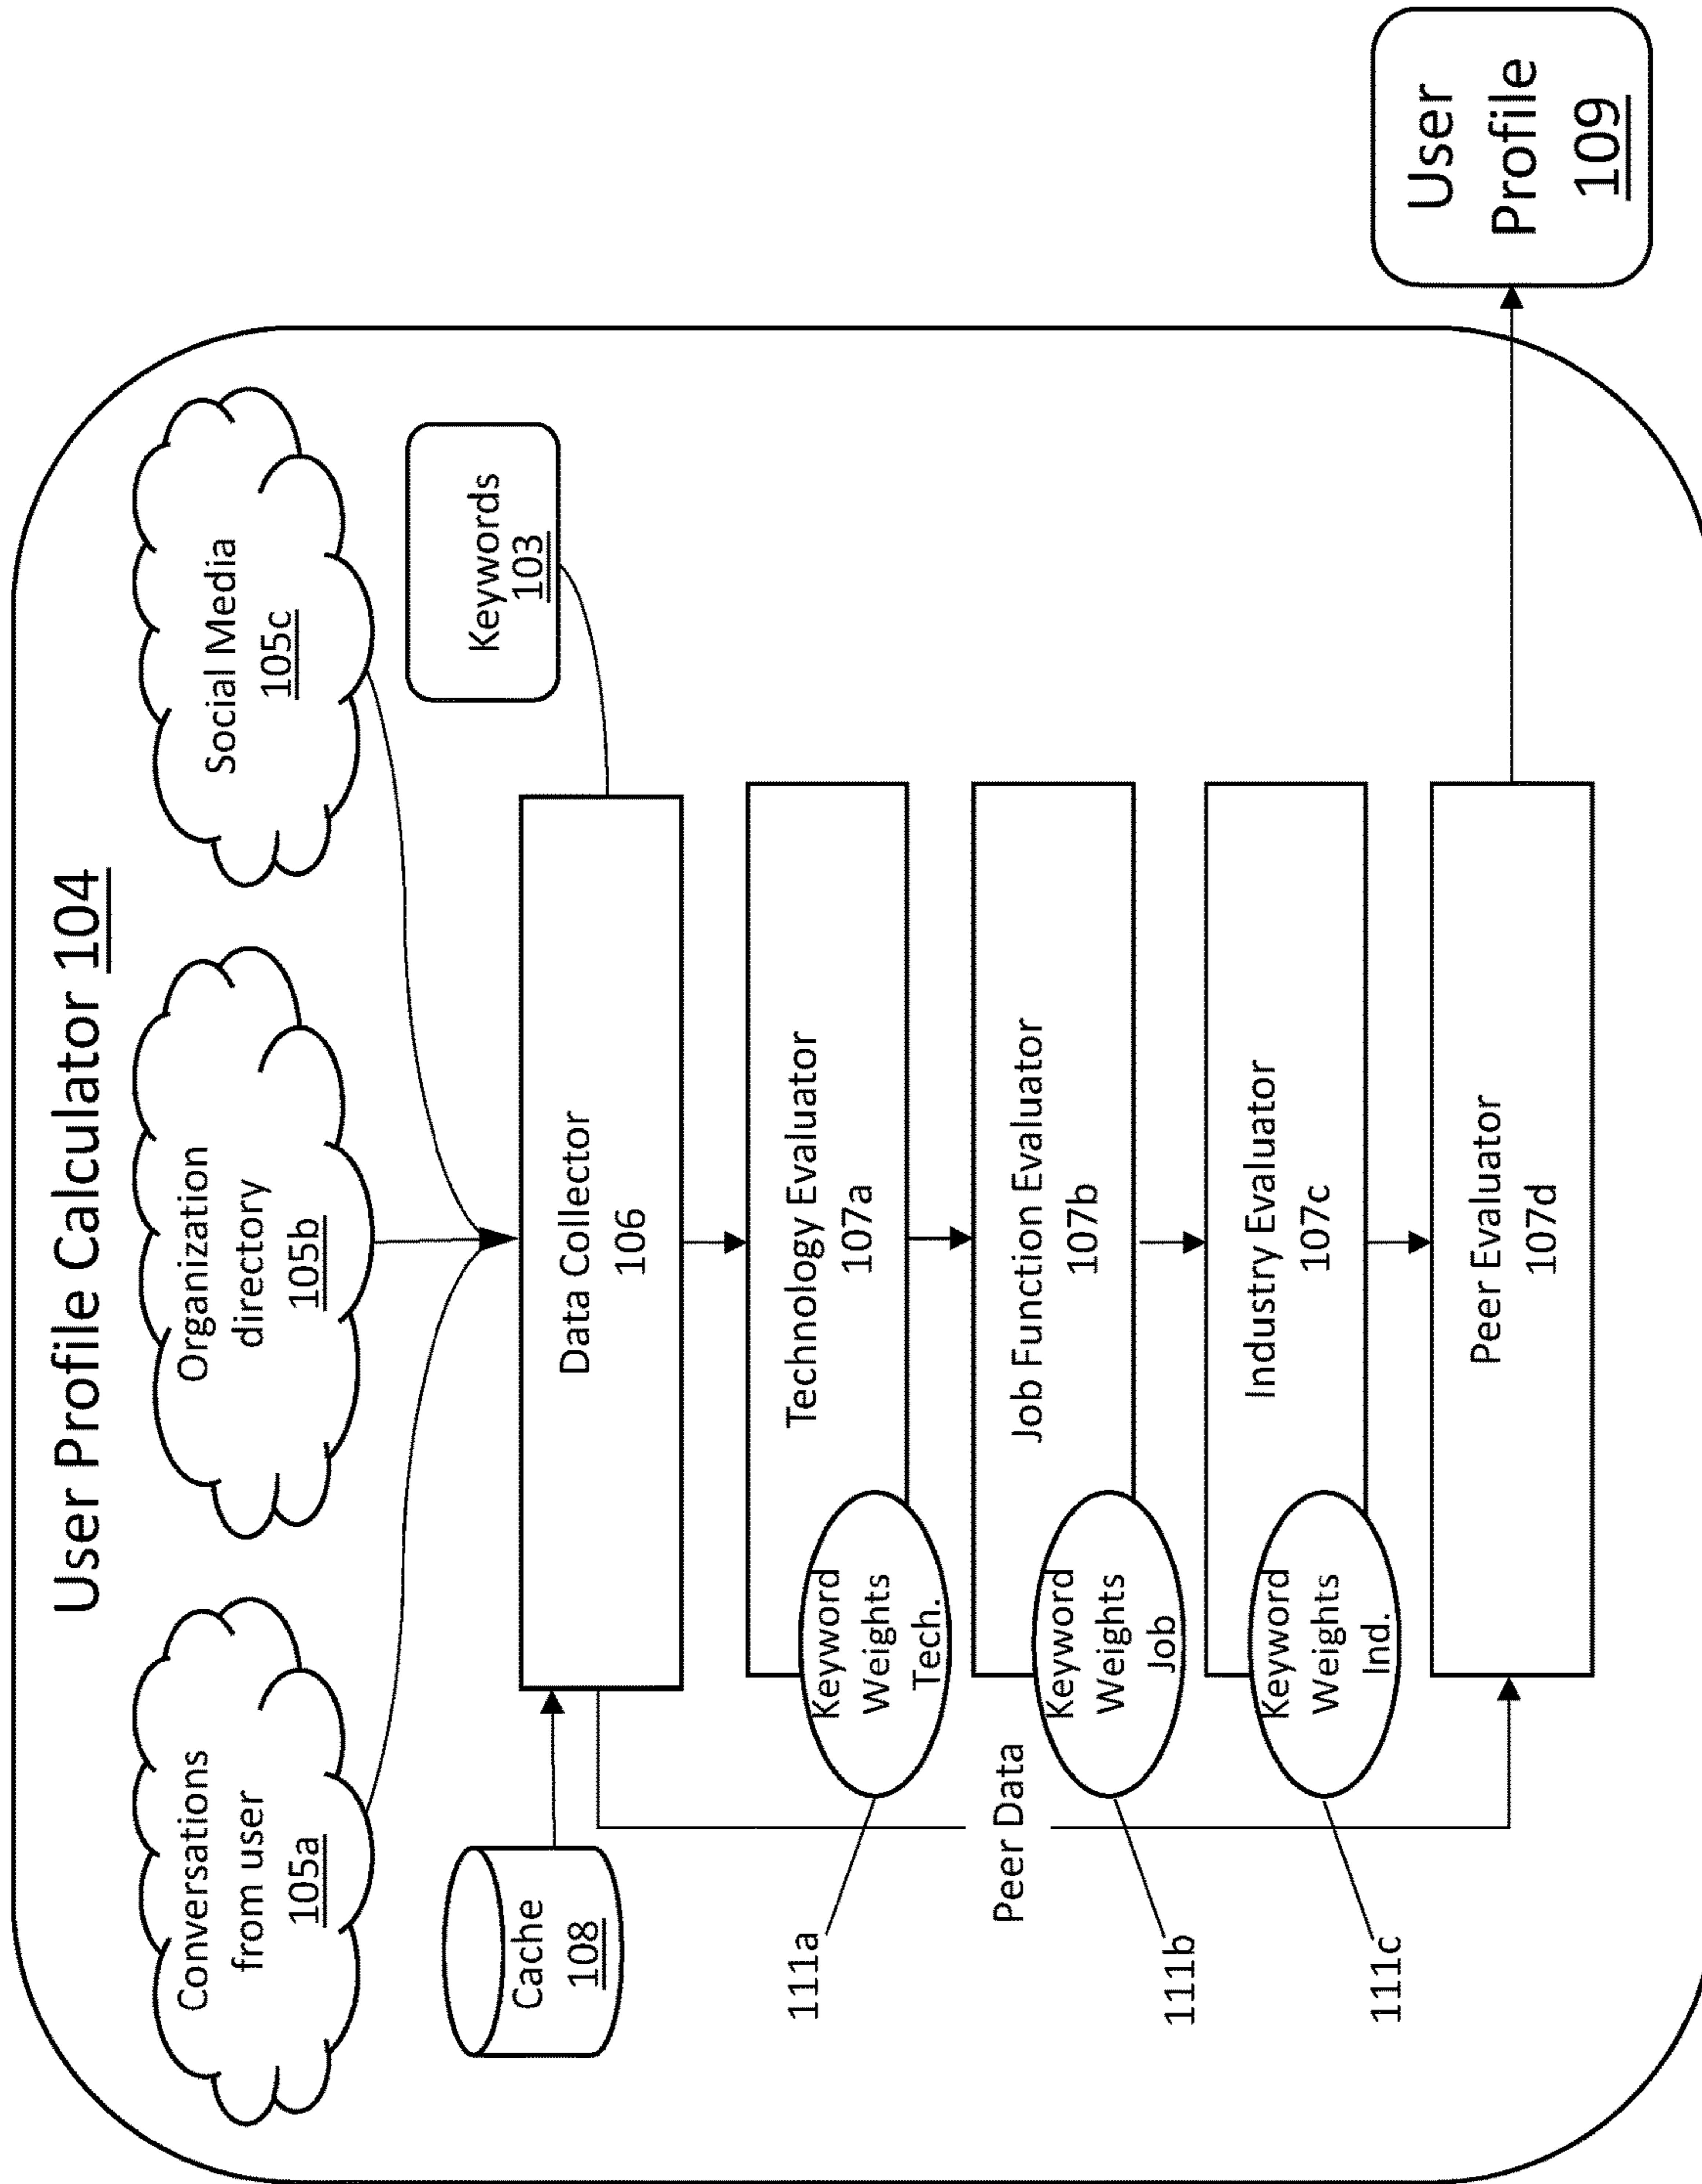 User Profile Calculator 104
Conversations
from user
105a
Organization
directory
105b
Social Media
105c
Cache
108
Keywords
103
Data Collector
106
Technology Evaluator
107a
Keyword
Weights
Tech.
111a
Peer Data
Job Function Evaluator
107b
Keyword
Weights
Job
111b
Industry Evaluator
107c
Keyword
Weights
Ind.
111c
Peer Evaluator
107d
User
Profile
109